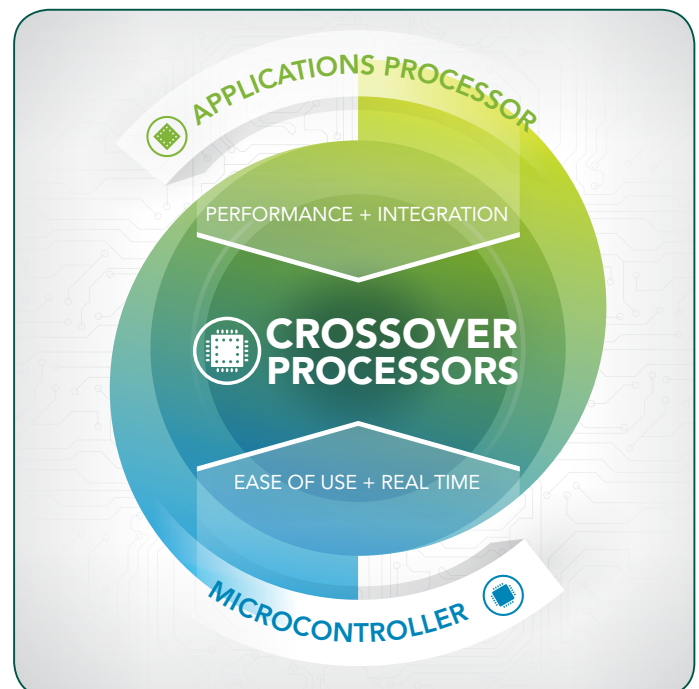 APPLICATIONS PROCESSOR
PERFORMANCE + INTEGRATION
CROSSOVER
PROCESSORS
EASE OF USE + REAL TIME
MICROCONTROLLER